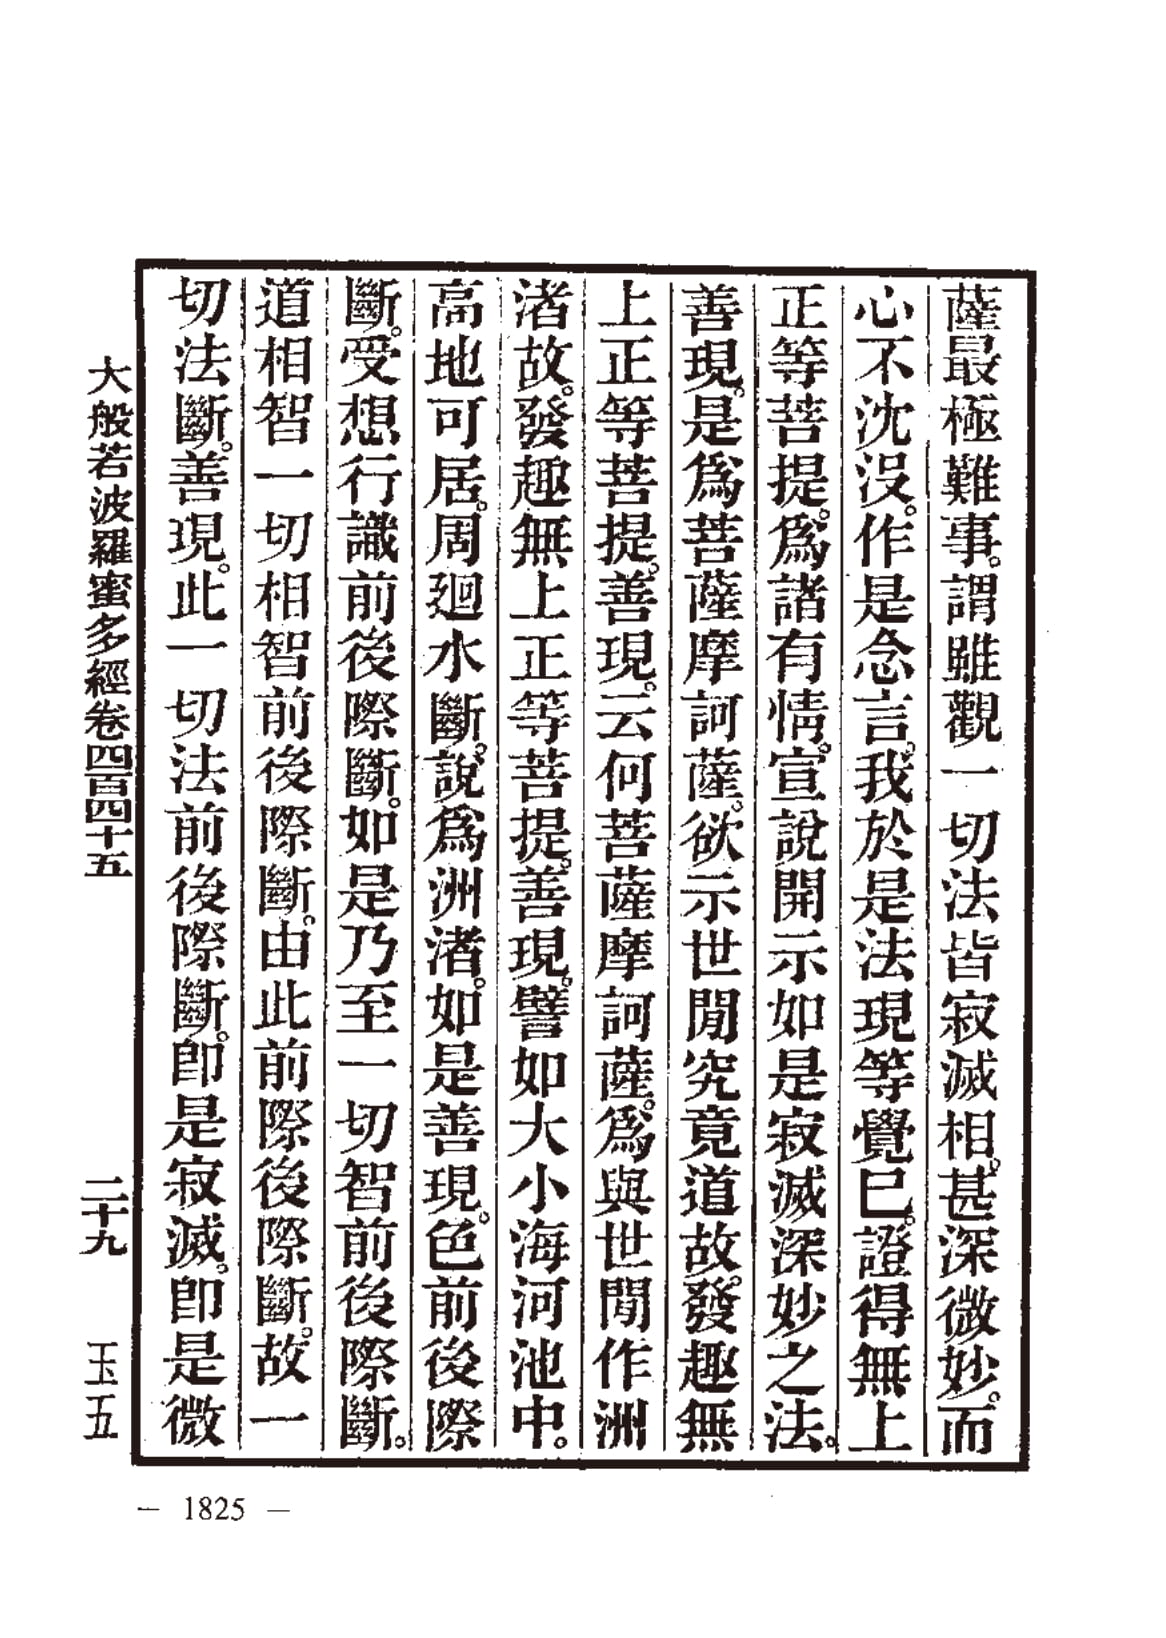 薩最極難事。謂雖觀一切法皆寂滅相。甚深微妙。而
心不沈沒。作是念言。我於是法現等覺已。證得無上
正等菩提。爲諸有情。宣說開示如是寂滅深妙之法。
善現。是爲菩薩摩訶薩。欲示世閒究竟道故。發趣無
上正等菩提。善現。云何菩薩摩訶薩。爲與世閒作洲
渚故。發趣無上正等菩提。善現。譬如大小海河池中。
高地可居。周廻水斷。說爲洲渚。如是善現。色前後際
斷。受想行識前後際斷。如是乃至一切智前後際斷。
道相智一切相智前後際斷。由此前際後際斷。故一
切法斷。善現。此一切法前後際斷。卽是寂滅。卽是微
大般若波羅蜜多經卷四百四十五 二十九 玉五
— 1825 —